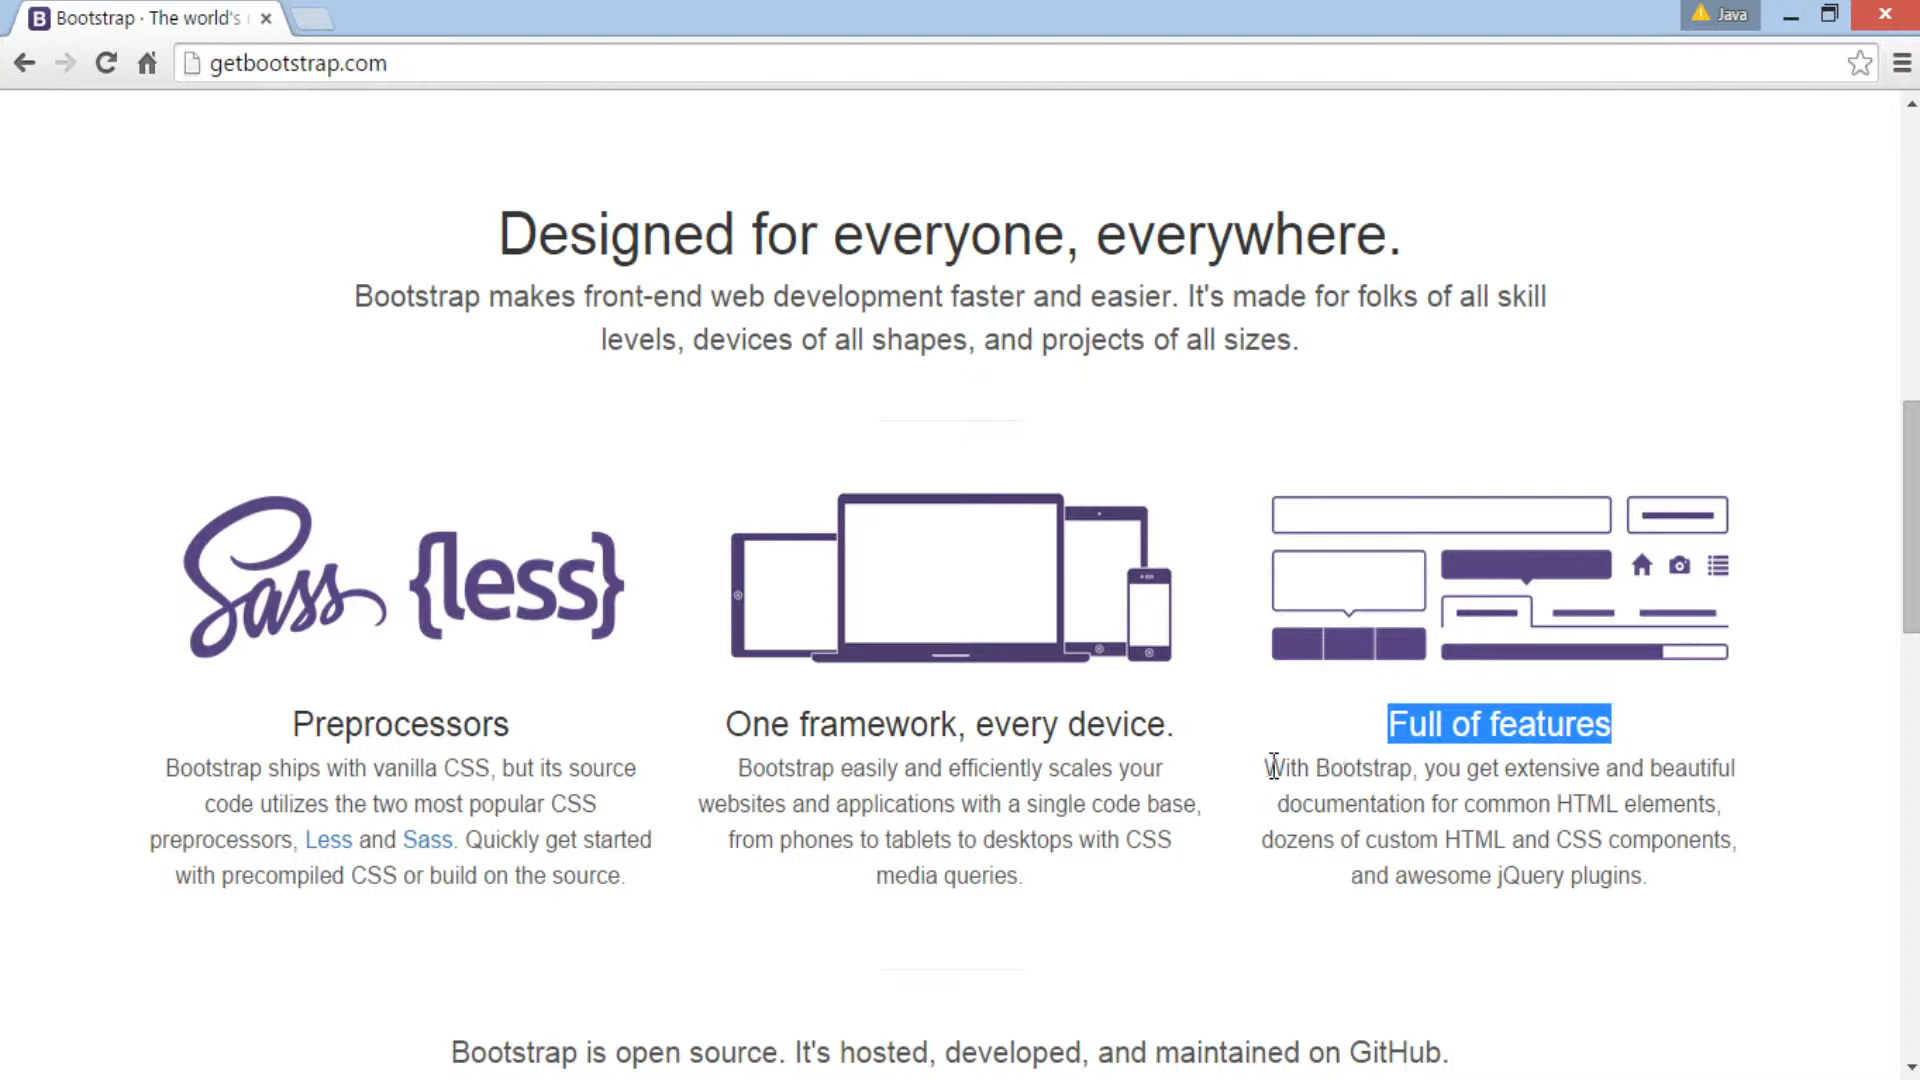 Bootstrap · The world's
Java
getbootstrap.com
Designed for everyone, everywhere.
Bootstrap makes front-end web development faster and easier. It's made for folks of all skill
levels, devices of all shapes, and projects of all sizes.
Sass {less}
Preprocessors
Bootstrap ships with vanilla CSS, but its source
code utilizes the two most popular CSS
preprocessors, Less and Sass. Quickly get started
with precompiled CSS or build on the source.
One framework, every device.
Bootstrap easily and efficiently scales your
websites and applications with a single code base,
from phones to tablets to desktops with CSS
media queries.
Full of features
With Bootstrap, you get extensive and beautiful
documentation for common HTML elements,
dozens of custom HTML and CSS components,
and awesome jQuery plugins.
Bootstrap is open source. It's hosted, developed, and maintained on GitHub.